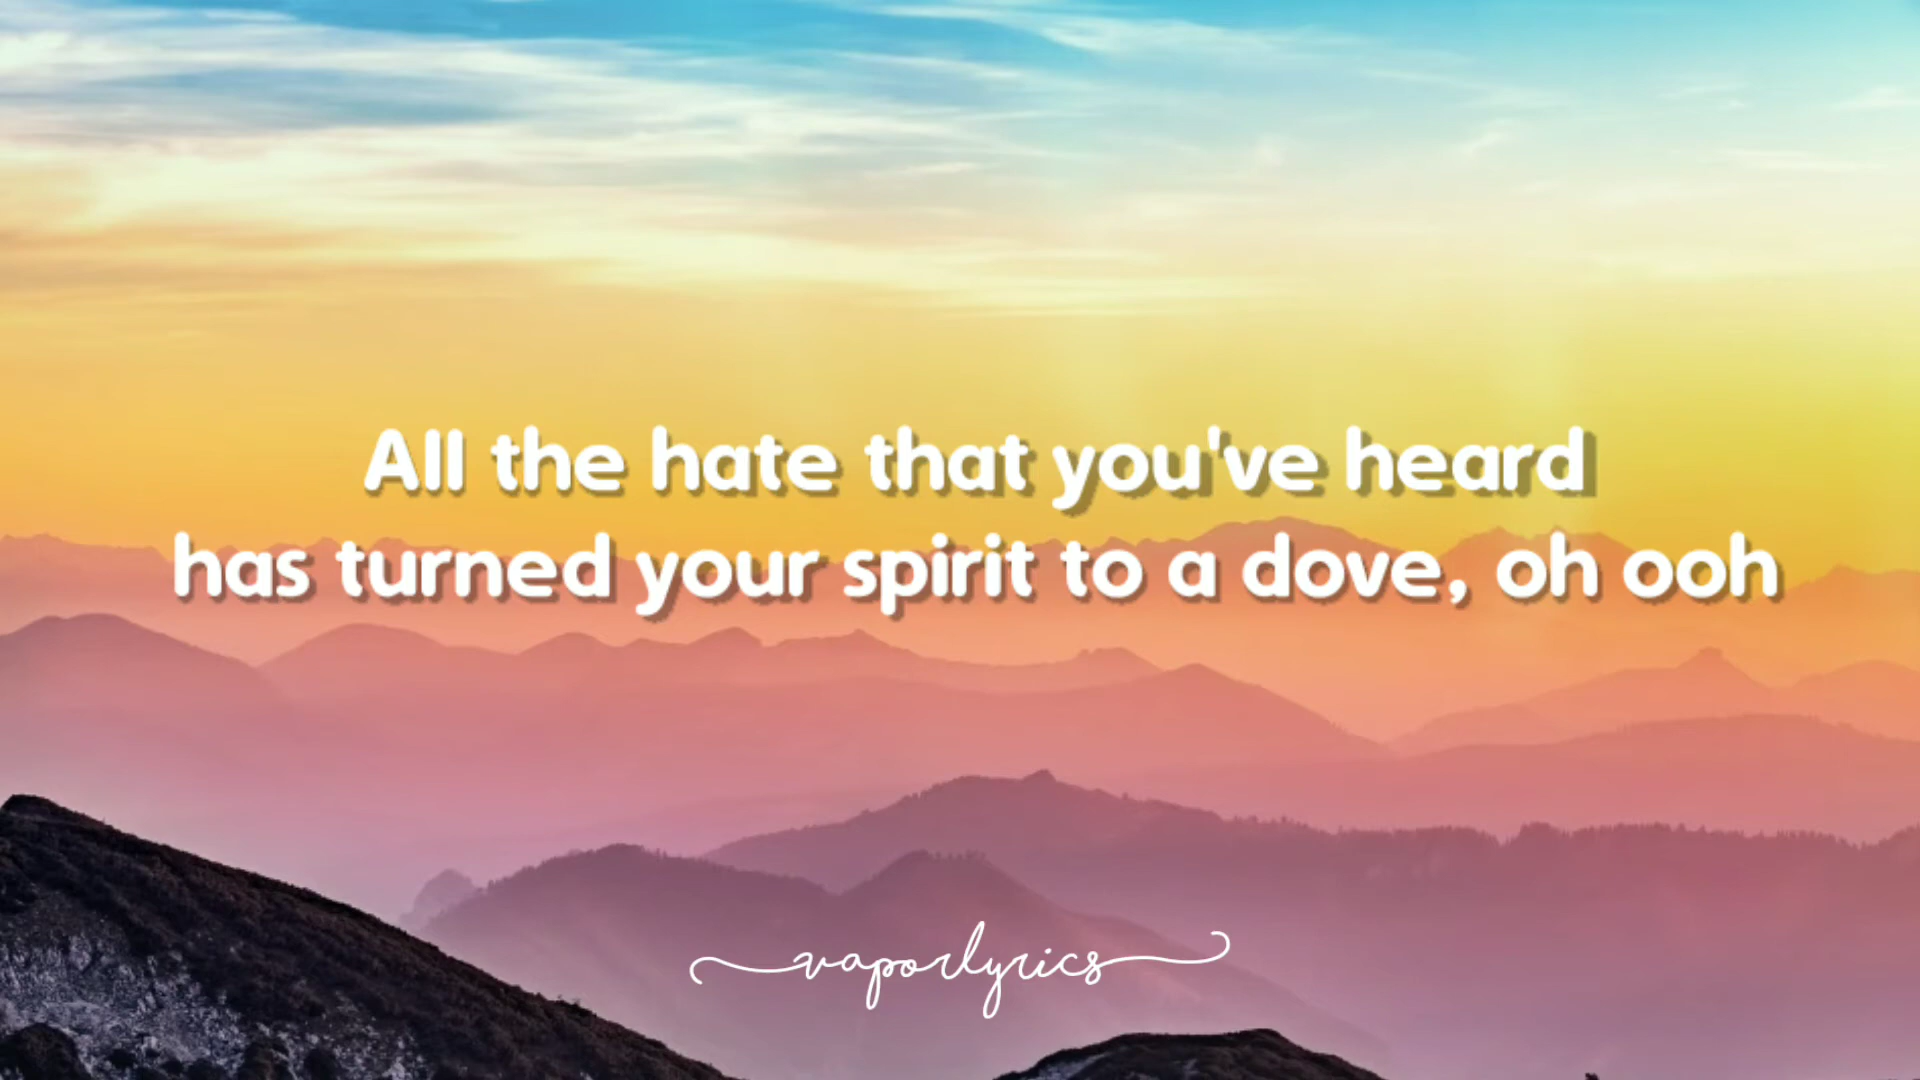 All the hate that you've heard
has turned your spirit to a dove, oh ooh
vaporlyrics